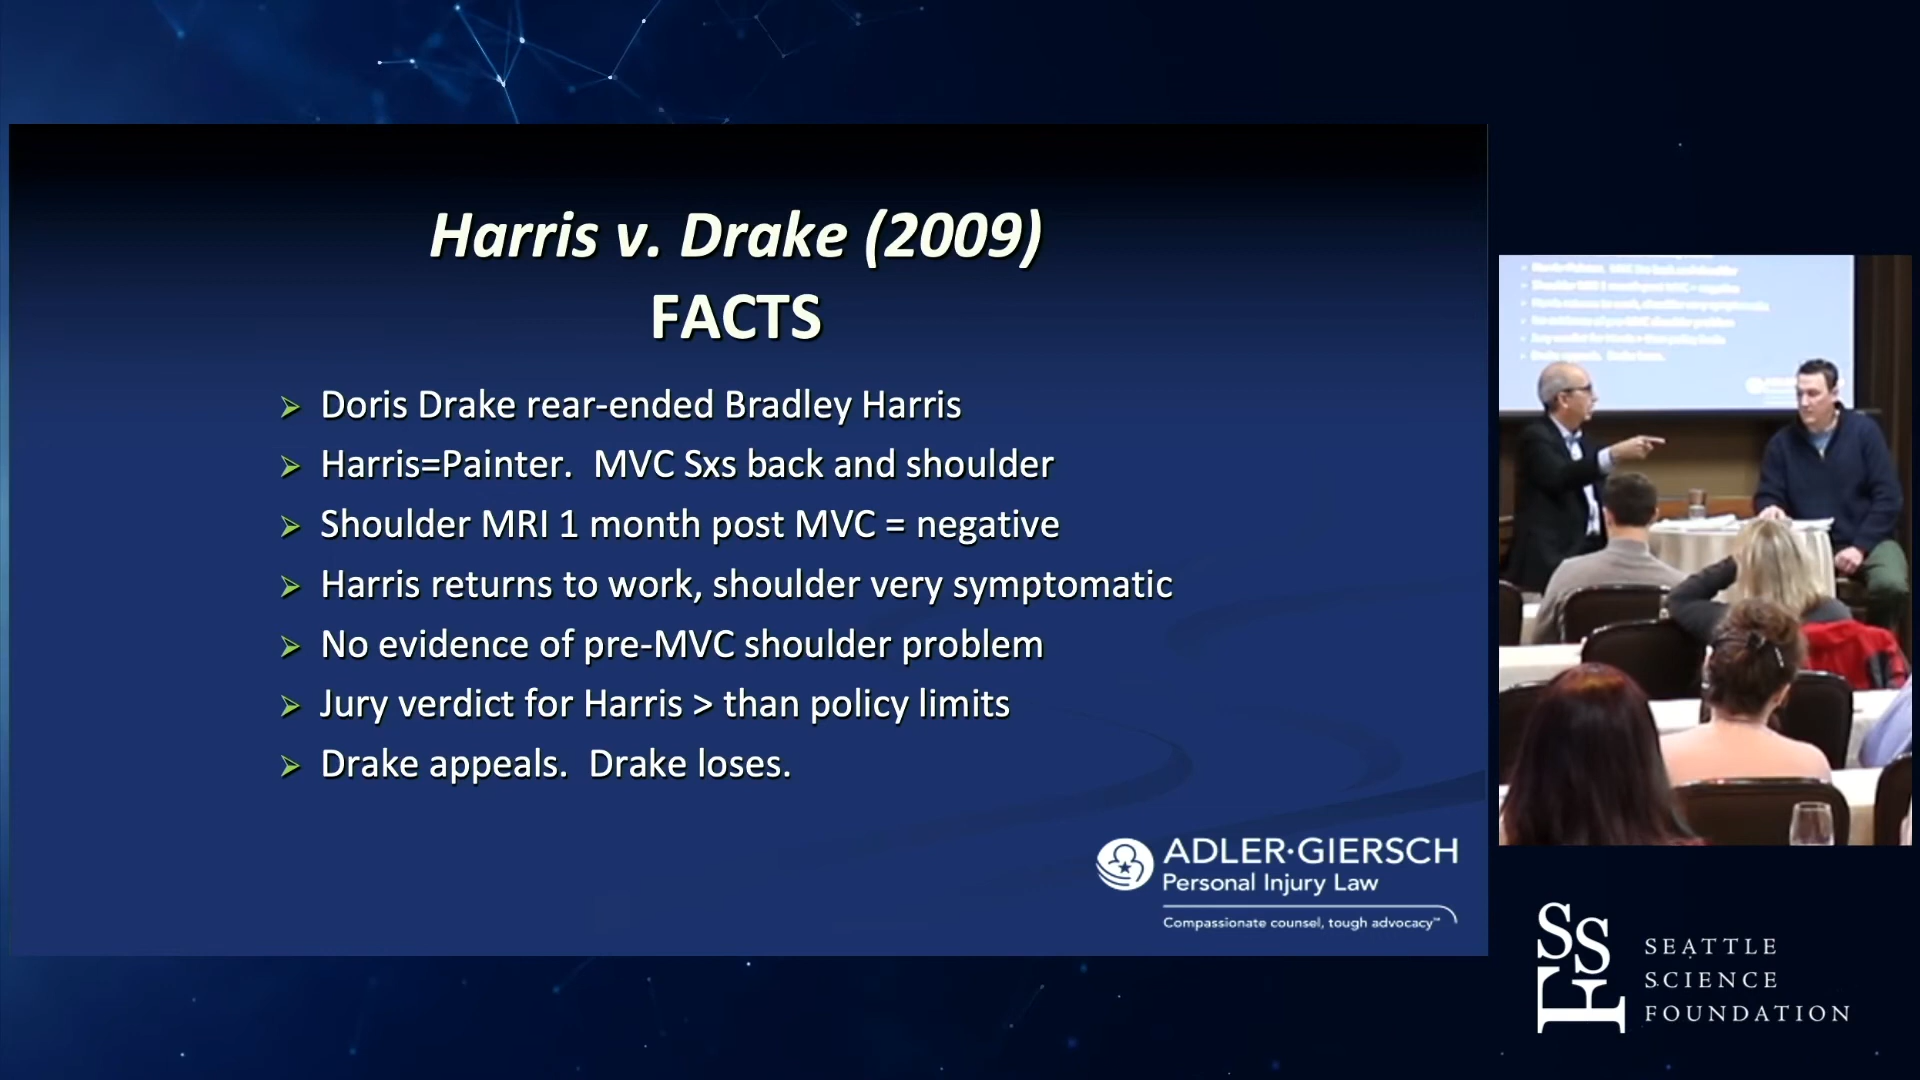 Harris v. Drake (2009)
FACTS
Doris Drake rear-ended Bradley Harris
Harris=Painter. MVC Sxs back and shoulder
Shoulder MRI 1 month post MVC = negative
Harris returns to work, shoulder very symptomatic
No evidence of pre-MVC shoulder problem
Jury verdict for Harris > than policy limits
Drake appeals. Drake loses.
ADLER·GIERSCH
Personal Injury Law
Compassionate counsel, tough advocacy℠
SSF
SEATTLE
SCIENCE
FOUNDATION